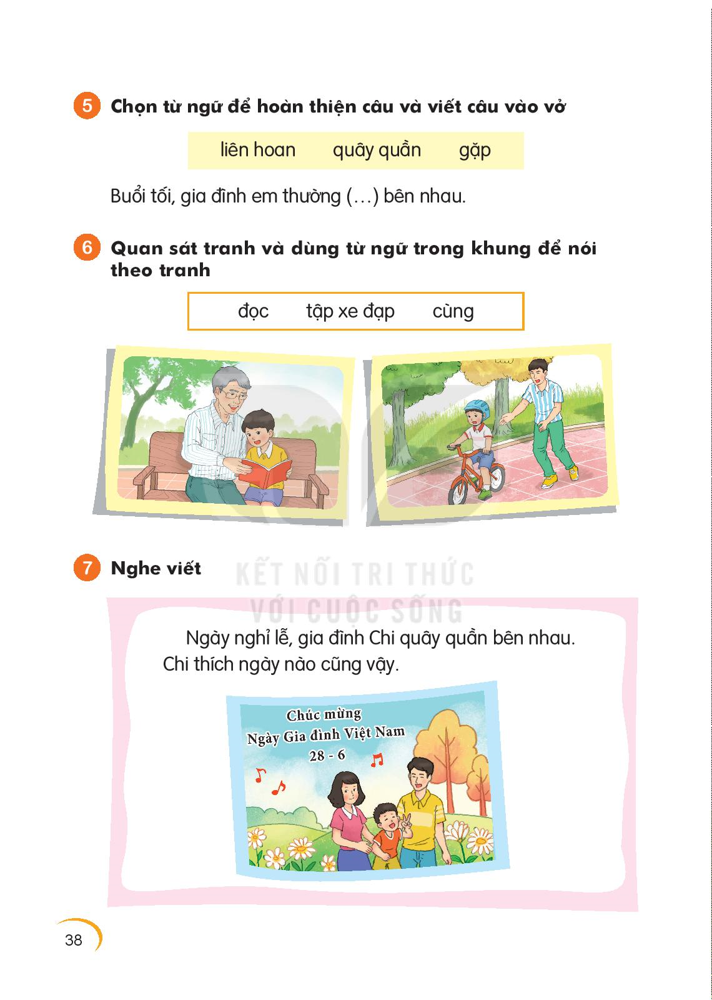 5 Chọn từ ngữ để hoàn thiện câu và viết câu vào vở
liên hoan quây quần gặp
Buổi tối, gia đình em thường (...) bên nhau.
6 Quan sát tranh và dùng từ ngữ trong khung để nói
theo tranh
đọc tập xe đạp cùng
7 Nghe viết
KẾT NỐI TRI THỨC
VỚI CUỘC SỐNG
Ngày nghỉ lễ, gia đình Chi quây quần bên nhau.
Chi thích ngày nào cũng vậy.
Chúc mừng
Ngày Gia đình Việt Nam
28 - 6
38